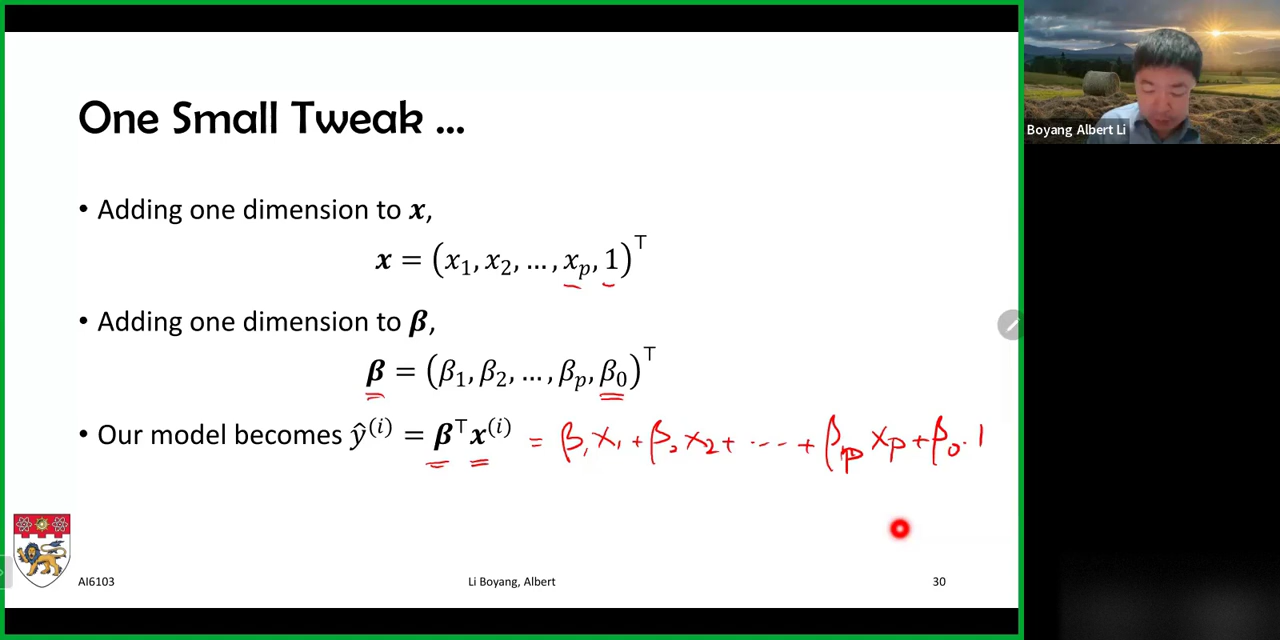 One Small Tweak ...
• Adding one dimension to 𝒙,
𝒙 = (x₁, x₂, …, xₚ, 1)ᵀ
• Adding one dimension to 𝜷,
𝜷 = (β₁, β₂, …, βₚ, β₀)ᵀ
• Our model becomes ŷ⁽ⁱ⁾ = 𝜷ᵀ𝒙⁽ⁱ⁾ = β₁x₁ + β₂x₂ + ---- + βₚxₚ + β₀.1
AI6103
Li Boyang, Albert
30
Boyang Albert Li